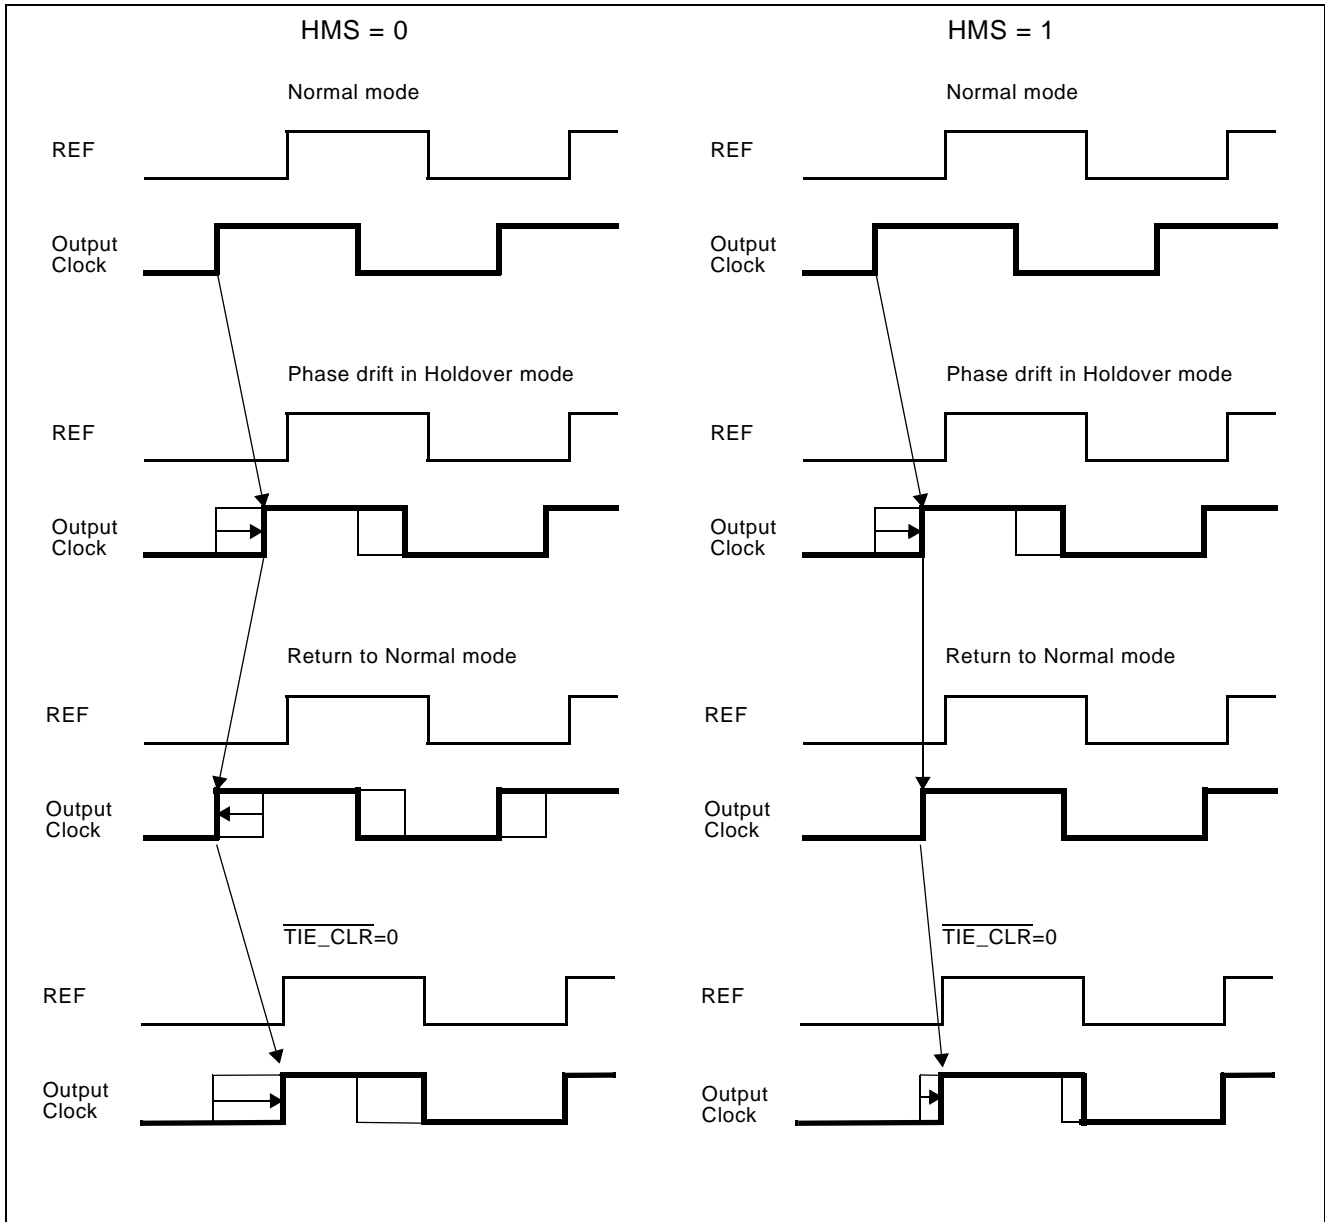 HMS = 0
Normal mode
REF
Output
Clock
Phase drift in Holdover mode
REF
Output
Clock
Return to Normal mode
REF
Output
Clock
TIE_CLR=0
REF
Output
Clock
HMS = 1
Normal mode
REF
Output
Clock
Phase drift in Holdover mode
REF
Output
Clock
Return to Normal mode
REF
Output
Clock
TIE_CLR=0
REF
Output
Clock